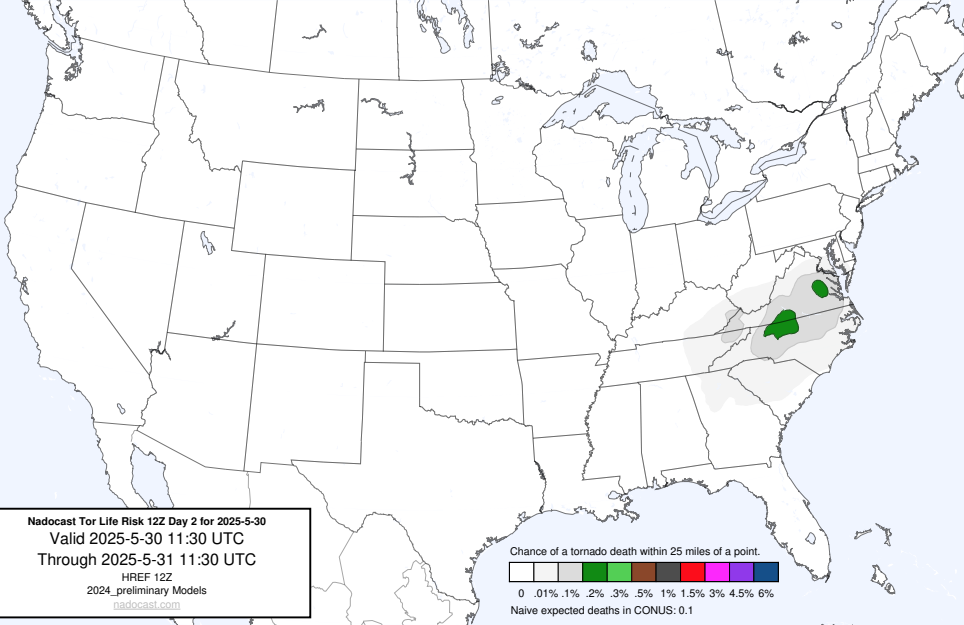 Nadocast Tor Life Risk 12Z Day 2 for 2025-5-30
Valid 2025-5-30 11:30 UTC
Through 2025-5-31 11:30 UTC
HREF 12Z
2024_preliminary Models
nadocast.com
Chance of a tornado death within 25 miles of a point.
0 .01% .1% .2% .3% .5% 1% 1.5% 3% 4.5% 6%
Naive expected deaths in CONUS: 0.1